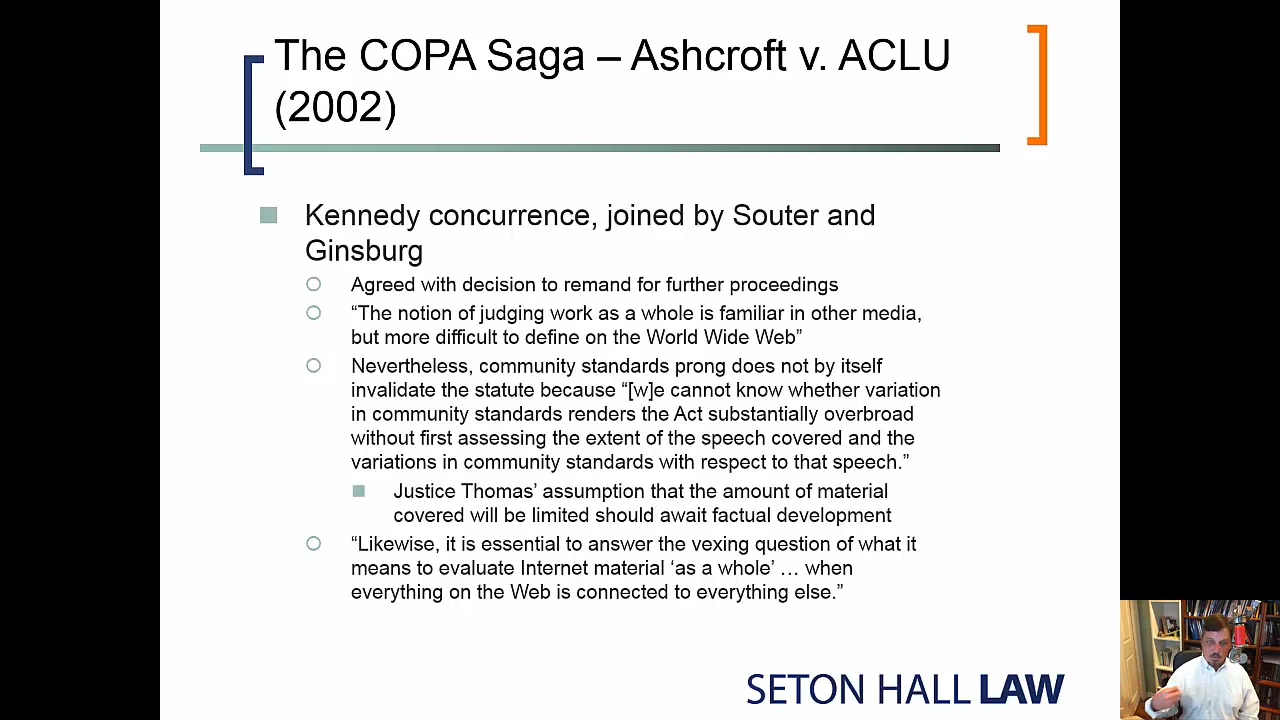 The COPA Saga – Ashcroft v. ACLU
(2002)
Kennedy concurrence, joined by Souter and
Ginsburg
Agreed with decision to remand for further proceedings
“The notion of judging work as a whole is familiar in other media,
but more difficult to define on the World Wide Web”
Nevertheless, community standards prong does not by itself
invalidate the statute because “[w]e cannot know whether variation
in community standards renders the Act substantially overbroad
without first assessing the extent of the speech covered and the
variations in community standards with respect to that speech.”
Justice Thomas’ assumption that the amount of material
covered will be limited should await factual development
“Likewise, it is essential to answer the vexing question of what it
means to evaluate Internet material ‘as a whole’ … when
everything on the Web is connected to everything else.”
SETON HALL LAW